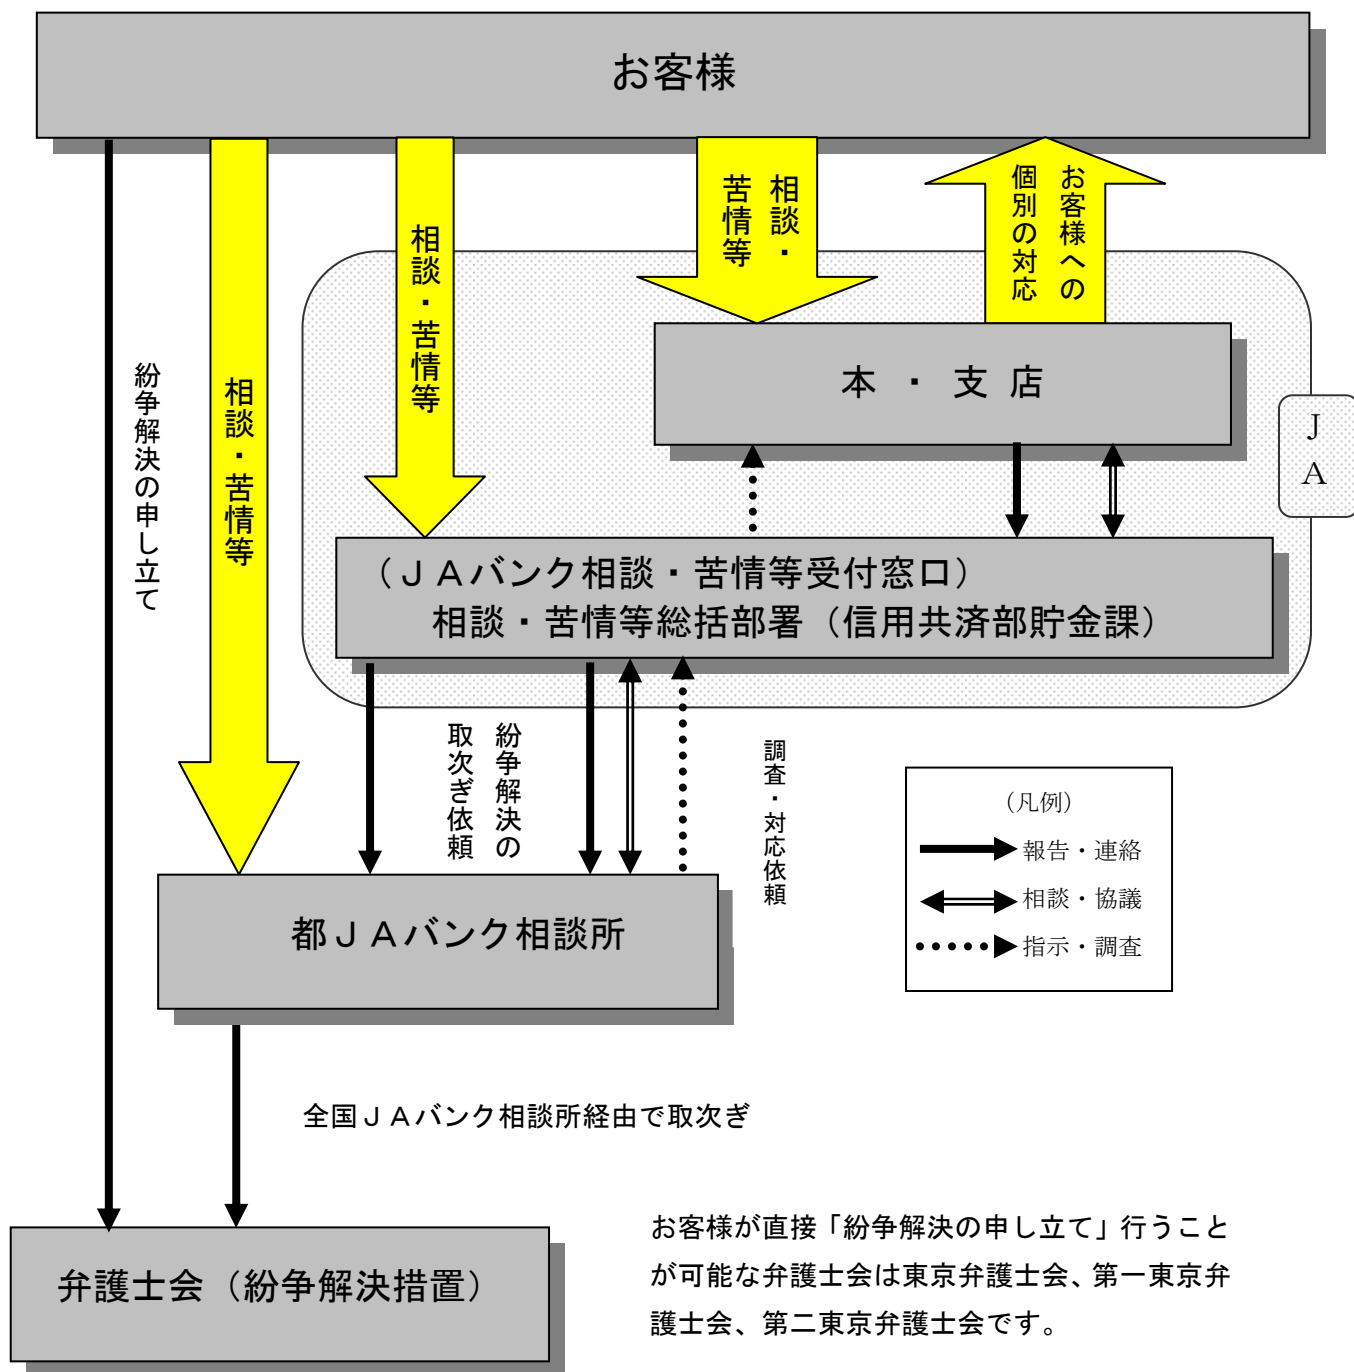 お客様
相談・
苦情等
お客様への
個別の対応
相談・苦情等
相談・苦情等
紛争解決の申し立て
本 ・ 支 店
J
A
(JAバンク相談・苦情等受付窓口)
相談・苦情等総括部署(信用共済部貯金課)
紛争解決の
取次ぎ依頼
調査・対応依頼
(凡例)
報告・連絡
相談・協議
指示・調査
都JAバンク相談所
全国JAバンク相談所経由で取次ぎ
弁護士会(紛争解決措置)
お客様が直接「紛争解決の申し立て」行うこと
が可能な弁護士会は東京弁護士会、第一東京弁
護士会、第二東京弁護士会です。